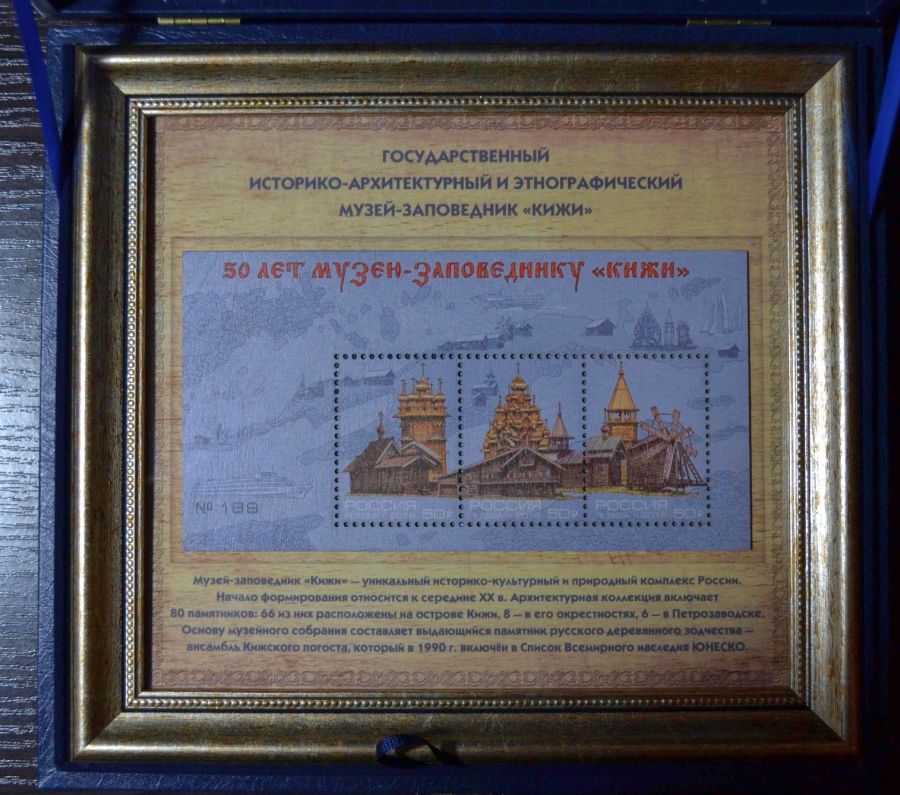 ГОСУДАРСТВЕННЫЙ
ИСТОРИКО-АРХИТЕКТУРНЫЙ И ЭТНОГРАФИЧЕСКИЙ
МУЗЕЙ-ЗАПОВЕДНИК «КИЖИ»
50 ЛЕТ МУЗЕЮ-ЗАПОВЕДНИКУ «КИЖИ»
№ 188
РОССИЯ 50 р
РОССИЯ 50 р
РОССИЯ 50 р
Музей-заповедник «Кижи» – уникальный историко-культурный и природный комплекс России.
Начало формирования относится к середине XX в. Архитектурная коллекция включает
80 памятников: 66 из них расположены на острове Кижи, 8 – в его окрестностях, 6 – в Петрозаводске.
Основу музейного собрания составляет выдающийся памятник русского деревянного зодчества –
ансамбль Кижского погоста, который в 1990 г. включён в Список Всемирного наследия ЮНЕСКО.